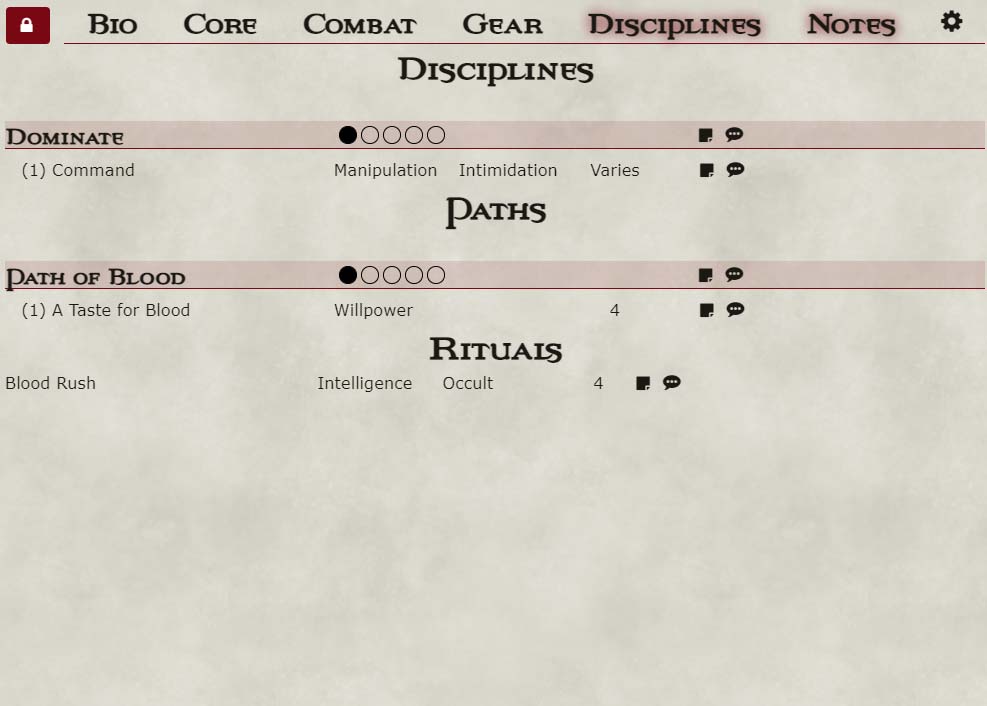 Bio Core Combat Gear Disciplines Notes
Disciplines
Dominate
(1) Command Manipulation Intimidation Varies
Paths
Path of Blood
(1) A Taste for Blood Willpower 4
Rituals
Blood Rush Intelligence Occult 4